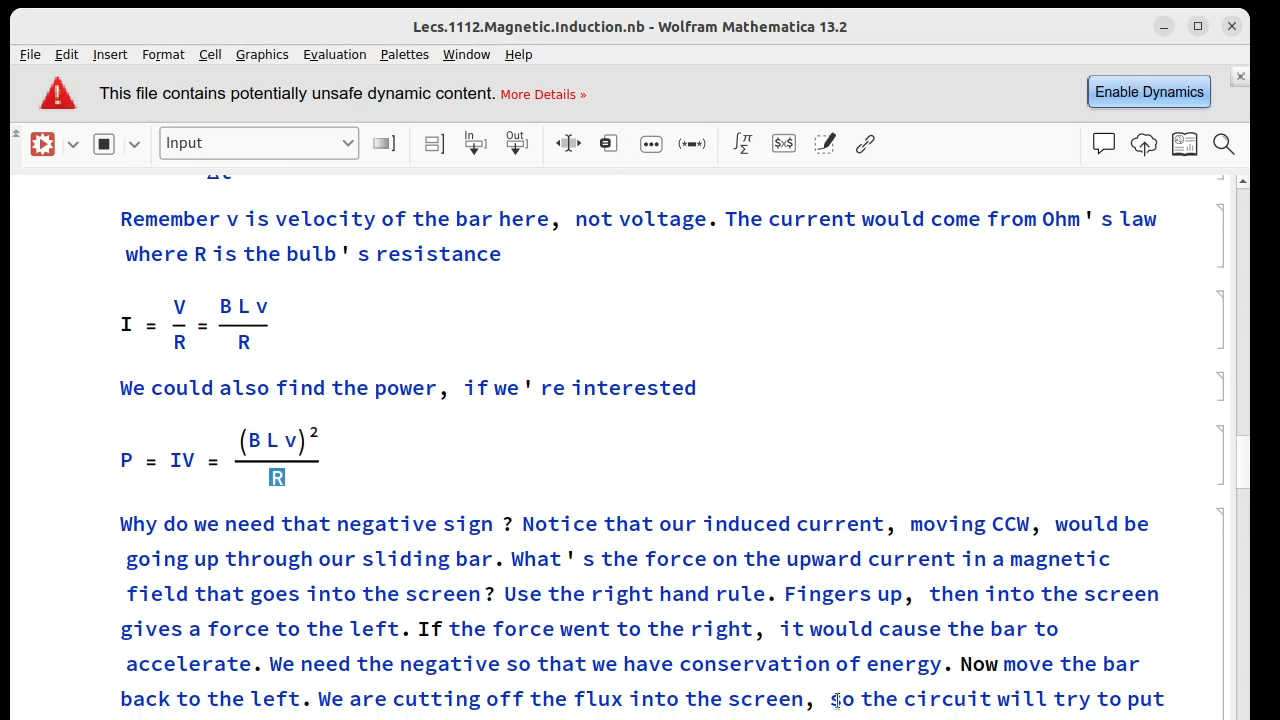 Lecs.1112.Magnetic.Induction.nb - Wolfram Mathematica 13.2
File Edit Insert Format Cell Graphics Evaluation Palettes Window Help
This file contains potentially unsafe dynamic content. More Details » Enable Dynamics
Input In Out $x$
Δt
Remember v is velocity of the bar here, not voltage. The current would come from Ohm's law
where R is the bulb's resistance
I = V/R = B L v/R
We could also find the power, if we're interested
P = IV = (B L v)²/R
Why do we need that negative sign? Notice that our induced current, moving CCW, would be
going up through our sliding bar. What's the force on the upward current in a magnetic
field that goes into the screen? Use the right hand rule. Fingers up, then into the screen
gives a force to the left. If the force went to the right, it would cause the bar to
accelerate. We need the negative so that we have conservation of energy. Now move the bar
back to the left. We are cutting off the flux into the screen, so the circuit will try to put